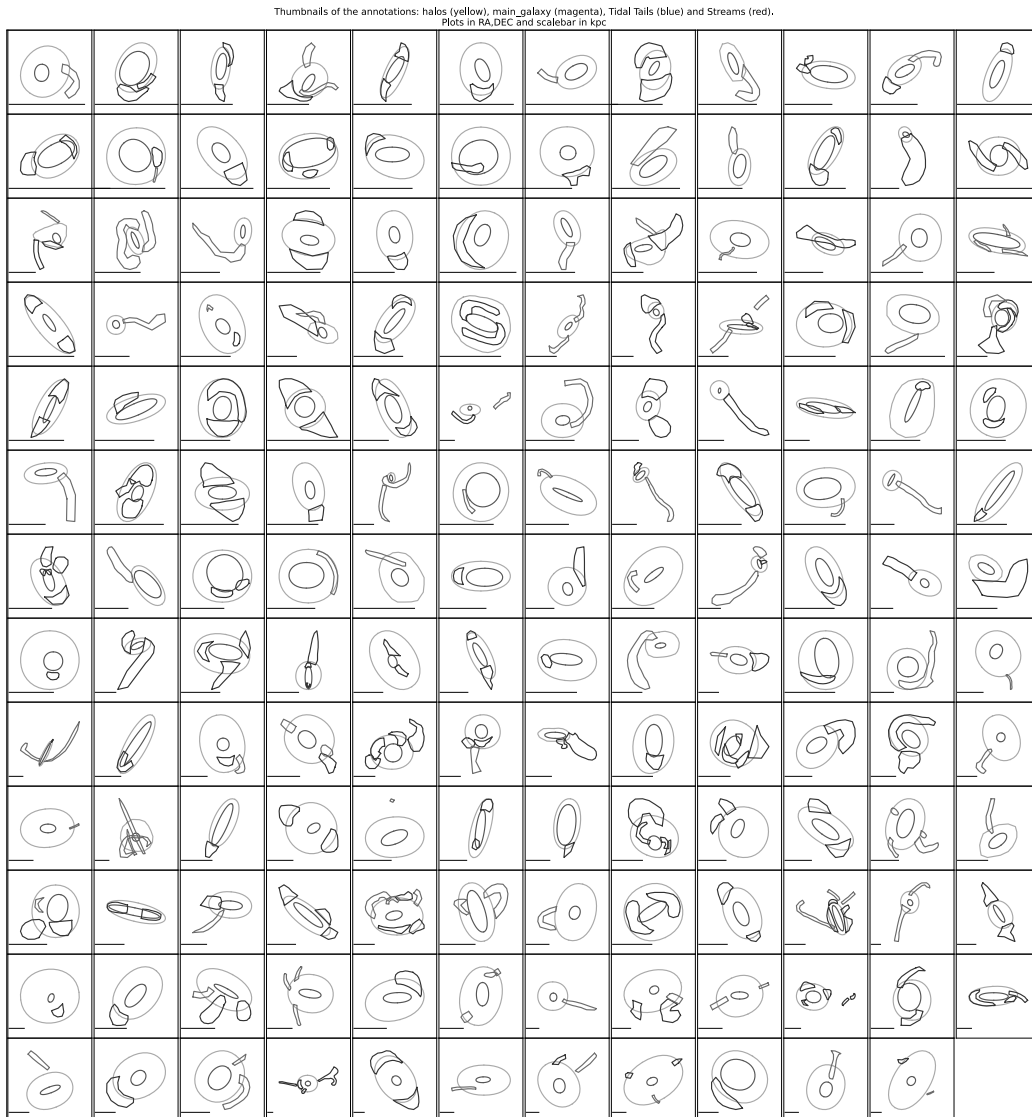 Thumbnails of the annotations: halos (yellow), main_galaxy (magenta), Tidal Tails (blue) and Streams (red).
Plots in RA,DEC and scalebar in kpc